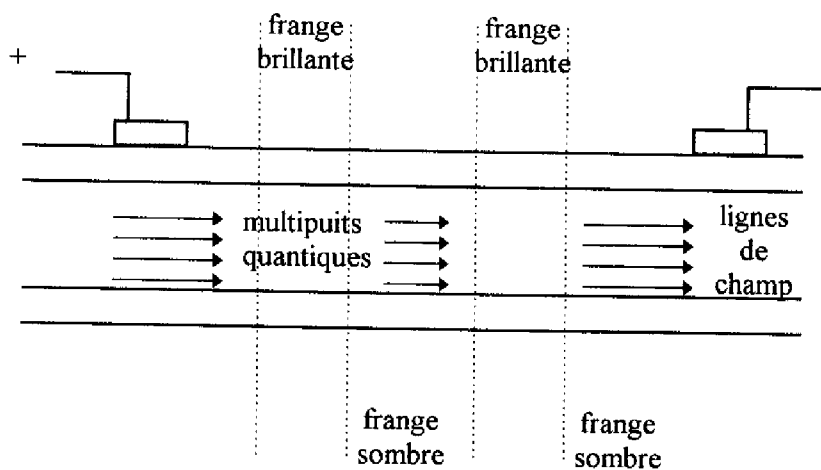 frange
brillante
frange
brillante
+
multipuits
quantiques
lignes
de
champ
frange
sombre
frange
sombre